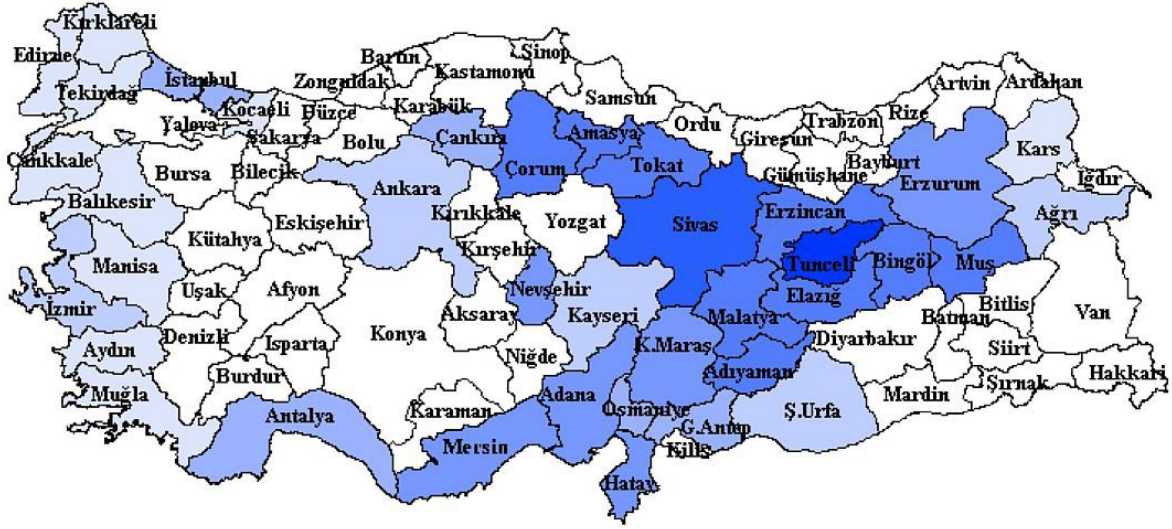 Kırklareli
Edirne
Tekirdağ
İstanbul
Kocaeli
Yalova
Sakarya
Düzce
Zonguldak
Bartın
Karabük
Kastamonu
Sinop
Samsun
Ordu
Giresun
Trabzon
Rize
Artvin
Ardahan
Çankkale
Balıkesir
Bursa
Bilecik
Bolu
Çankırı
Çorum
Amasya
Tokat
Gümüşhane
Bayburt
Erzurum
Kars
Iğdır
Ağrı
Ankara
Eskişehir
Kütahya
Kırıkkale
Yozgat
Sivas
Erzincan
Tunceli
Bingöl
Muş
Manisa
Uşak
Afyon
Kırşehir
Nevşehir
Kayseri
Malatya
Elazığ
Bitlis
Van
İzmir
Aydın
Denizli
Isparta
Konya
Aksaray
Niğde
K.Maraş
Adıyaman
Diyarbakır
Batman
Siirt
Hakkari
Muğla
Burdur
Antalya
Karaman
Mersin
Adana
Osmaniye
G.Antep
Kilis
Hatay
Ş.Urfa
Mardin
Şırnak